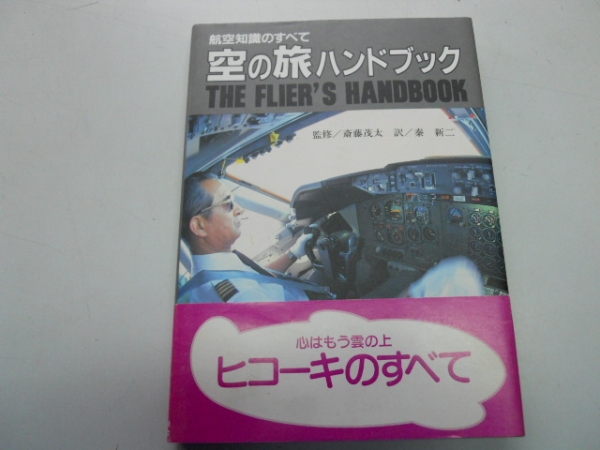 航空知識のすべて
空の旅ハンドブック
THE FLIER'S HANDBOOK
監修／斎藤茂太　訳／秦　新二
心はもう雲の上
ヒコーキのすべて